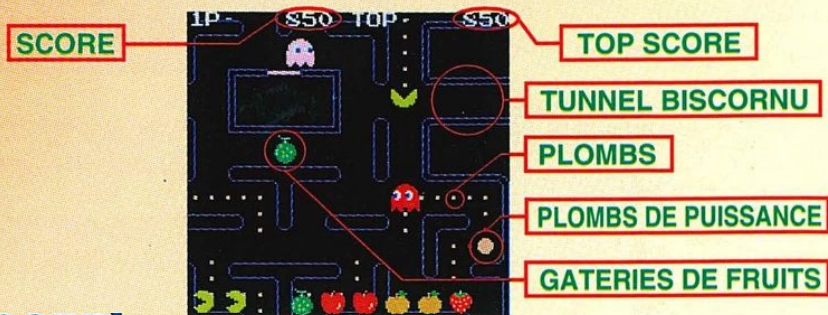 1P- 850 TOP- 850
SCORE
TOP SCORE
TUNNEL BISCORNU
PLOMBS
PLOMBS DE PUISSANCE
GATERIES DE FRUITS